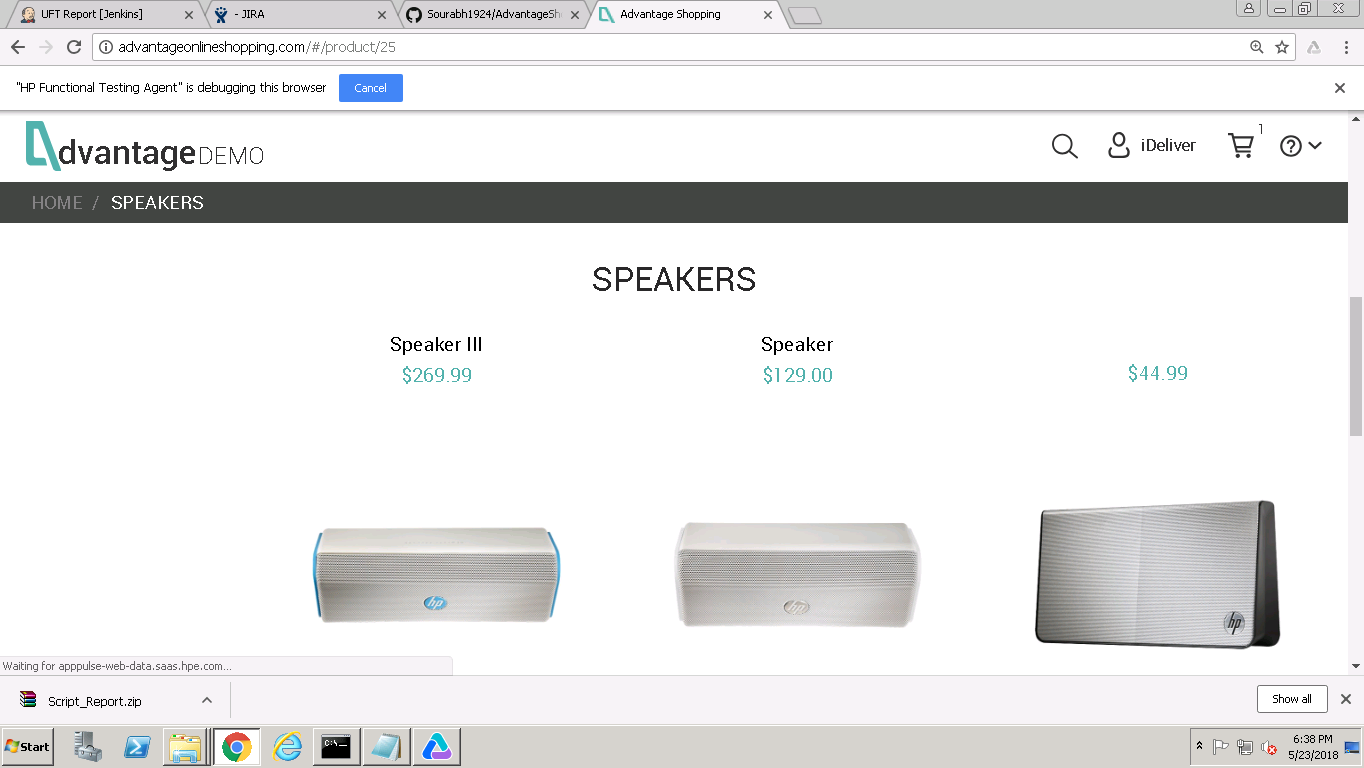 UFT Report [Jenkins]
- JIRA
Sourabh1924/AdvantageSh
Advantage Shopping
advantageonlineshopping.com/#/product/25
"HP Functional Testing Agent" is debugging this browser
Cancel
dvantage DEMO
iDeliver
1
HOME / SPEAKERS
SPEAKERS
Speaker III
Speaker
$269.99
$129.00
$44.99
hp
hp
hp
Waiting for apppulse-web-data.saas.hpe.com...
Script_Report.zip
Show all
Start
C:\_
6:38 PM
5/23/2018